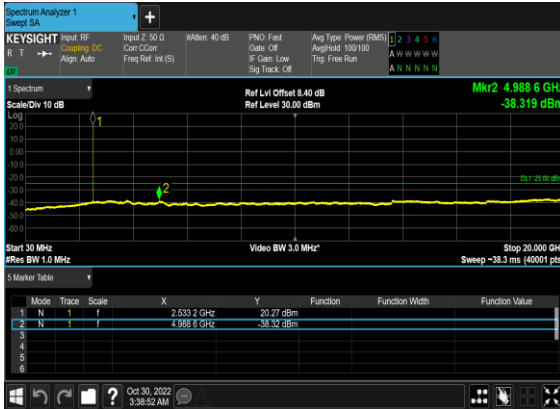 Spectrum Analyzer 1
Swept SA
+
KEYSIGHT Input: RF Input Z: 50 Ω #Atten: 40 dB PNO: Fast Avg Type: Power (RMS) 1 2 3 4 5 6
R T Coupling: DC Corr CCorr Gate: Off Avg|Hold: 100/100 A W W W W W
Align: Auto Freq Ref: Int (S) IF Gain: Low Trig: Free Run
LV Sig Track: Off A N N N N N
1 Spectrum Ref Lvl Offset 8.40 dB Mkr2 4.988 6 GHz
Scale/Div 10 dB Ref Level 30.00 dBm -38.319 dBm
Log
20.0
10.0
0.00
-10.0
-20.0
-30.0
-40.0
-50.0
-60.0
1
2
DL1 -25.00 dBm
Start 30 MHz Video BW 3.0 MHz* Stop 20.000 GH
#Res BW 1.0 MHz Sweep ~38.3 ms (40001 pts
5 Marker Table
Mode Trace Scale X Y Function Function Width Function Value
1 N 1 f 2.533 2 GHz 20.27 dBm
2 N 1 f 4.988 6 GHz -38.32 dBm
3
4
5
6
? Oct 30, 2022
3:38:52 AM